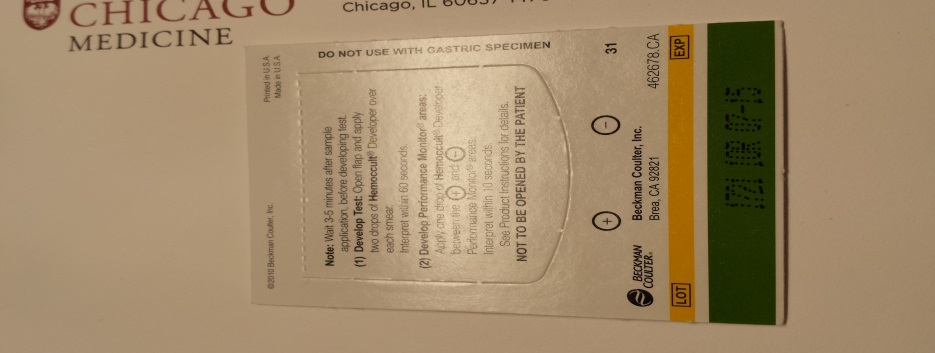 CHICAGO
MEDICINE
Chicago, IL 60637
DO NOT USE WITH GASTRIC SPECIMEN
Printed in U.S.A
Made in U.S.A
©2010 Beckman Coulter, Inc.
Note: Wait 3-5 minutes after sample
application, before developing test.
(1) Develop Test: Open flap and apply
two drops of Hemoccult® Developer over
each smear.
Interpret within 60 seconds.
(2) Develop Performance Monitor® areas:
Apply one drop of Hemoccult® Developer
between the + and −
Performance Monitor® areas.
Interpret within 10 seconds.
See Product Instructions for details.
NOT TO BE OPENED BY THE PATIENT
+ −
31
BECKMAN
COULTER®
Beckman Coulter, Inc.
Brea, CA 92821
462678.CA
LOT EXP